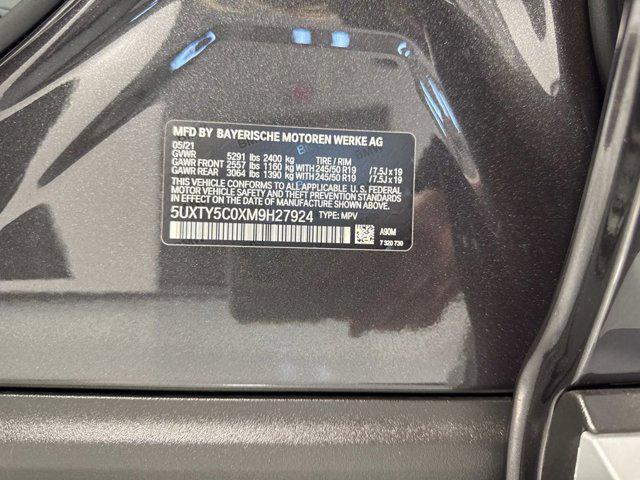 MFD BY BAYERISCHE MOTOREN WERKE AG
05/21
GVWR 5291 lbs 2400 kg TIRE / RIM
GAWR FRONT 2557 lbs 1160 kg WITH 245/50 R19 / 7.5J x 19
GAWR REAR 3064 lbs 1390 kg WITH 245/50 R19 / 7.5J x 19
THIS VEHICLE CONFORMS TO ALL APPLICABLE U.S. FEDERAL
MOTOR VEHICLE SAFETY AND THEFT PREVENTION STANDARDS
IN EFFECT ON THE DATE OF MANUFACTURE SHOWN ABOVE.
5UXTY5C0XM9H27924 TYPE: MPV
A90M
7 320 730